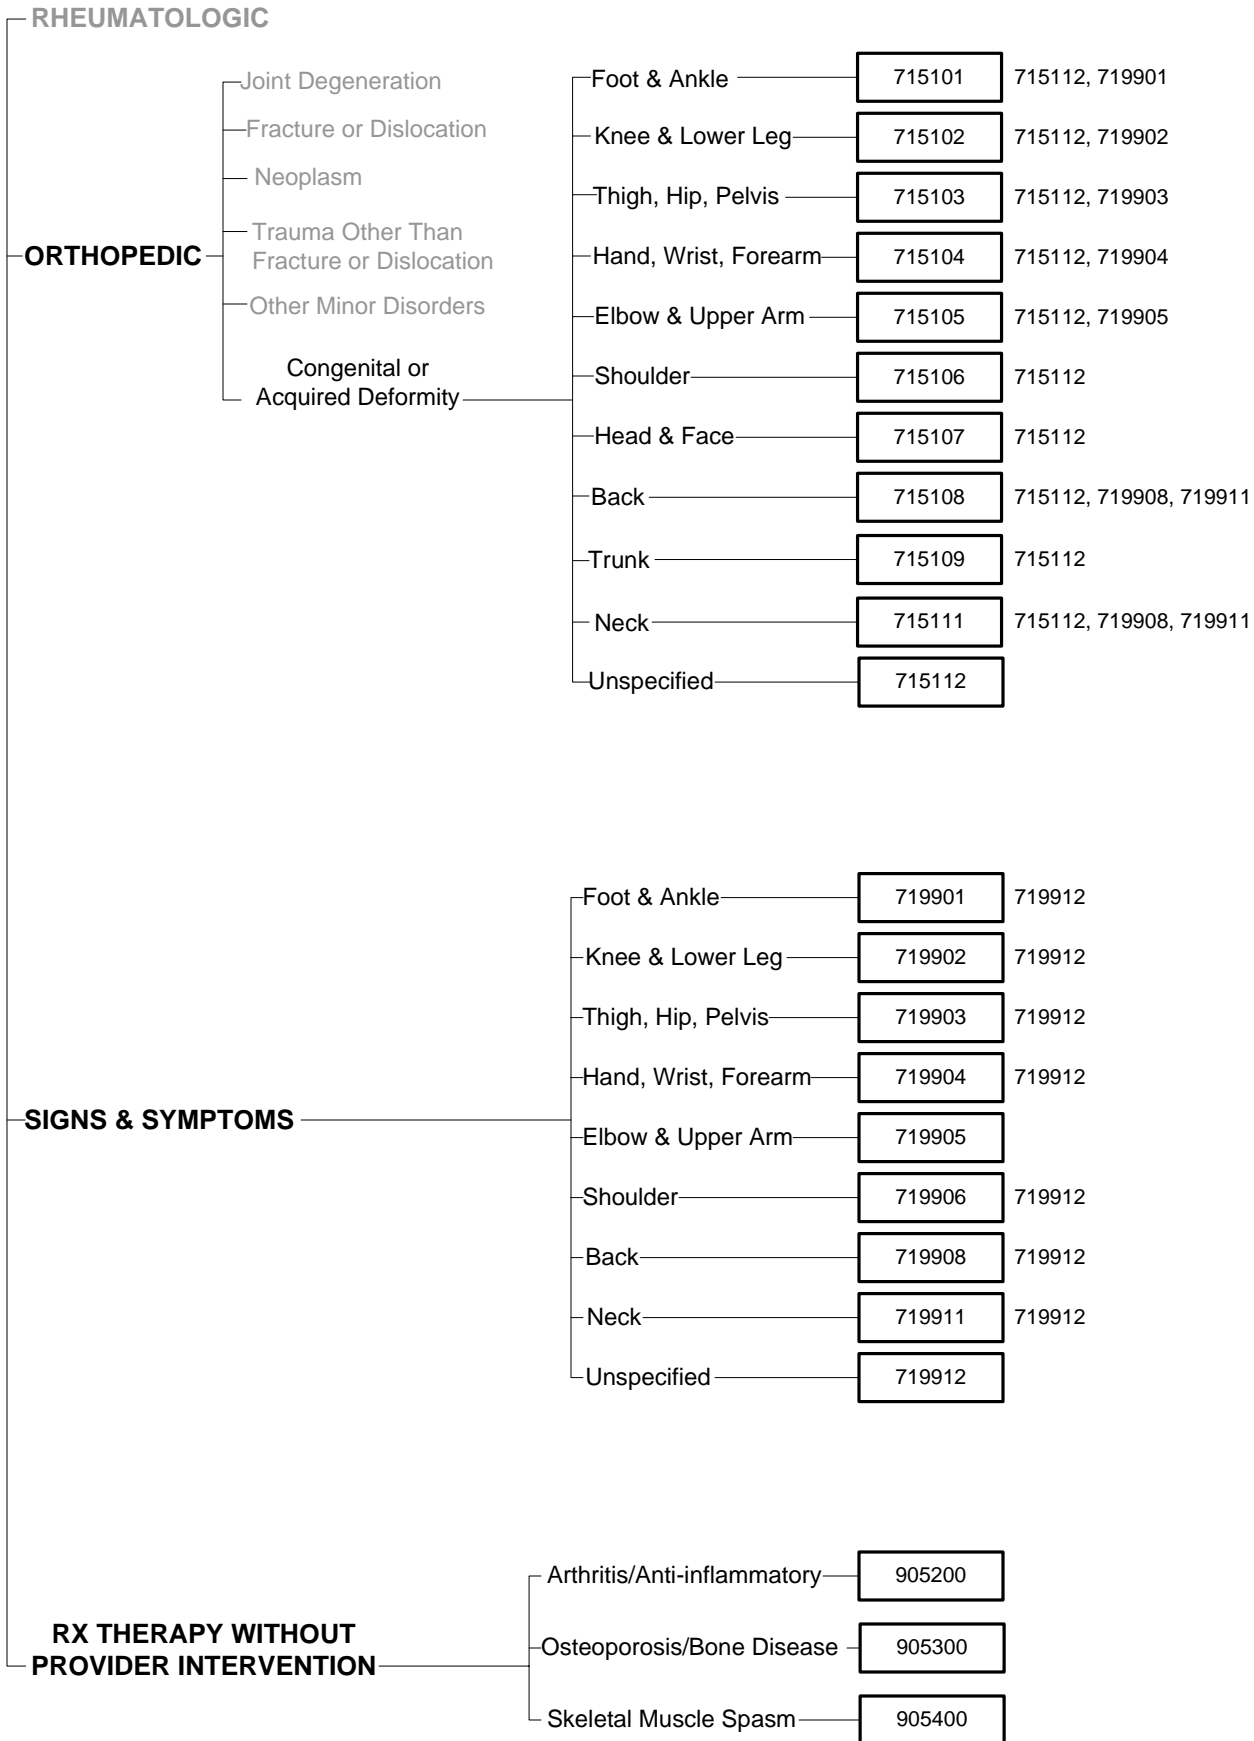 RHEUMATOLOGIC
Joint Degeneration
Fracture or Dislocation
Neoplasm
Trauma Other Than
Fracture or Dislocation
Other Minor Disorders
ORTHOPEDIC
Congenital or
Acquired Deformity
Foot & Ankle 715101 715112, 719901
Knee & Lower Leg 715102 715112, 719902
Thigh, Hip, Pelvis 715103 715112, 719903
Hand, Wrist, Forearm 715104 715112, 719904
Elbow & Upper Arm 715105 715112, 719905
Shoulder 715106 715112
Head & Face 715107 715112
Back 715108 715112, 719908, 719911
Trunk 715109 715112
Neck 715111 715112, 719908, 719911
Unspecified 715112
SIGNS & SYMPTOMS
Foot & Ankle 719901 719912
Knee & Lower Leg 719902 719912
Thigh, Hip, Pelvis 719903 719912
Hand, Wrist, Forearm 719904 719912
Elbow & Upper Arm 719905
Shoulder 719906 719912
Back 719908 719912
Neck 719911 719912
Unspecified 719912
RX THERAPY WITHOUT
PROVIDER INTERVENTION
Arthritis/Anti-inflammatory 905200
Osteoporosis/Bone Disease 905300
Skeletal Muscle Spasm 905400